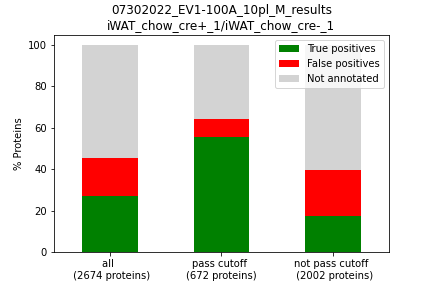 07302022_EV1-100A_10pl_M_results
iWAT_chow_cre+_1/iWAT_chow_cre-_1
100
80
60
40
20
0
% Proteins
True positives
False positives
Not annotated
all
(2674 proteins)
pass cutoff
(672 proteins)
not pass cutoff
(2002 proteins)